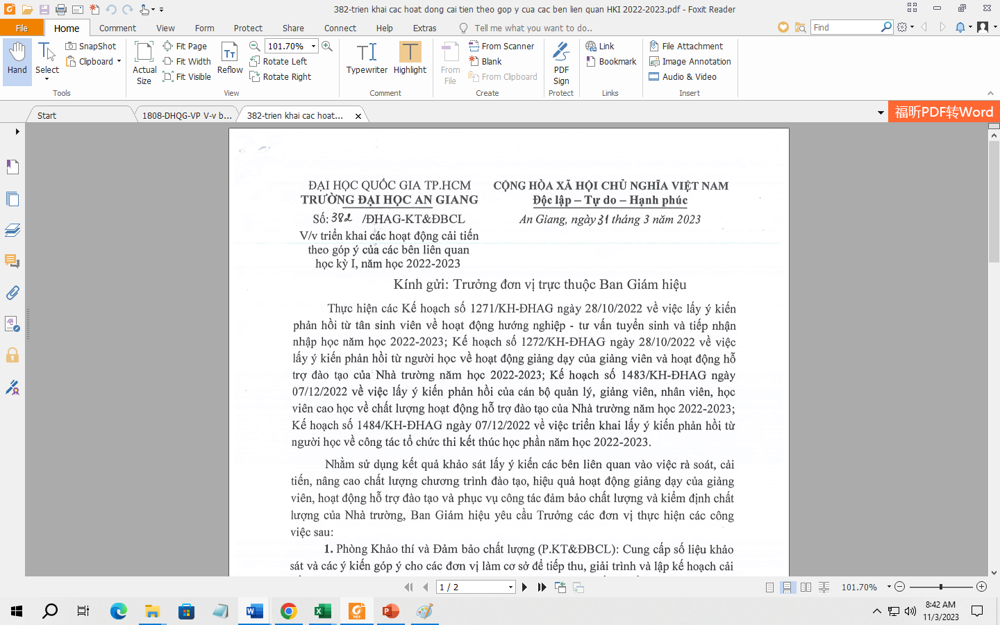 382-trien khai cac hoat dong cai tien theo gop y cua cac ben lien quan HKI 2022-2023.pdf - Foxit Reader
File Home Comment View Form Protect Share Connect Help Extras Tell me what you want to do.. Find
Hand
Select
SnapShot
Clipboard
Tools
Actual Size
Fit Page
Fit Width
Fit Visible
Reflow
101.70%
Rotate Left
Rotate Right
View
Typewriter
Highlight
Comment
From File
From Scanner
Blank
From Clipboard
Create
PDF Sign
Protect
Link
Bookmark
Links
File Attachment
Image Annotation
Audio & Video
Insert
Start 1808-DHQG-VP V-v b... 382-trien khai cac hoat... 福昕PDF转Word
ĐẠI HỌC QUỐC GIA TP.HCM
TRƯỜNG ĐẠI HỌC AN GIANG
Số: 382 /ĐHAG-KT&ĐBCL
V/v triển khai các hoạt động cải tiến
theo góp ý của các bên liên quan
học kỳ I, năm học 2022-2023
CỘNG HÒA XÃ HỘI CHỦ NGHĨA VIỆT NAM
Độc lập – Tự do – Hạnh phúc
An Giang, ngày 31 tháng 3 năm 2023
Kính gửi: Trưởng đơn vị trực thuộc Ban Giám hiệu
Thực hiện các Kế hoạch số 1271/KH-ĐHAG ngày 28/10/2022 về việc lấy ý kiến
phản hồi từ tân sinh viên về hoạt động hướng nghiệp - tư vấn tuyển sinh và tiếp nhận
nhập học năm học 2022-2023; Kế hoạch số 1272/KH-ĐHAG ngày 28/10/2022 về việc
lấy ý kiến phản hồi từ người học về hoạt động giảng dạy của giảng viên và hoạt động hỗ
trợ đào tạo của Nhà trường năm học 2022-2023; Kế hoạch số 1483/KH-ĐHAG ngày
07/12/2022 về việc lấy ý kiến phản hồi của cán bộ quản lý, giảng viên, nhân viên, học
viên cao học về chất lượng hoạt động hỗ trợ đào tạo của Nhà trường năm học 2022-2023;
Kế hoạch số 1484/KH-ĐHAG ngày 07/12/2022 về việc triển khai lấy ý kiến phản hồi từ
người học về công tác tổ chức thi kết thúc học phần năm học 2022-2023.
Nhằm sử dụng kết quả khảo sát lấy ý kiến các bên liên quan vào việc rà soát, cải
tiến, nâng cao chất lượng chương trình đào tạo, hiệu quả hoạt động giảng dạy của giảng
viên, hoạt động hỗ trợ đào tạo và phục vụ công tác đảm bảo chất lượng và kiểm định chất
lượng của Nhà trường, Ban Giám hiệu yêu cầu Trưởng các đơn vị thực hiện các công
việc sau:
1. Phòng Khảo thí và Đảm bảo chất lượng (P.KT&ĐBCL): Cung cấp số liệu khảo
sát và các ý kiến góp ý cho các đơn vị làm cơ sở để tiếp thu, giải trình và lập kế hoạch cải
1 / 2
101.70%
8:42 AM
11/3/2023